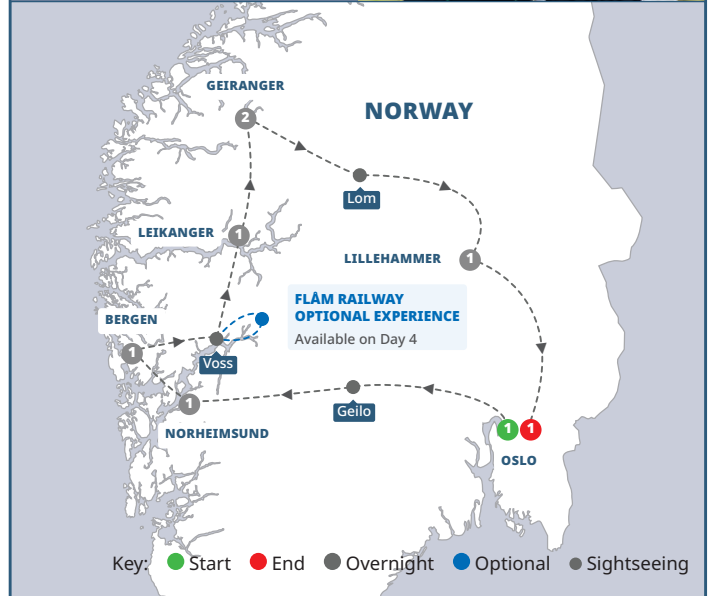 GEIRANGER
2
NORWAY
Lom
LEIKANGER
1
LILLEHAMMER
1
FLÅM RAILWAY
OPTIONAL EXPERIENCE
Available on Day 4
BERGEN
1
Voss
Geilo
1
NORHEIMSUND
1
1
OSLO
Key: Start End Overnight Optional Sightseeing